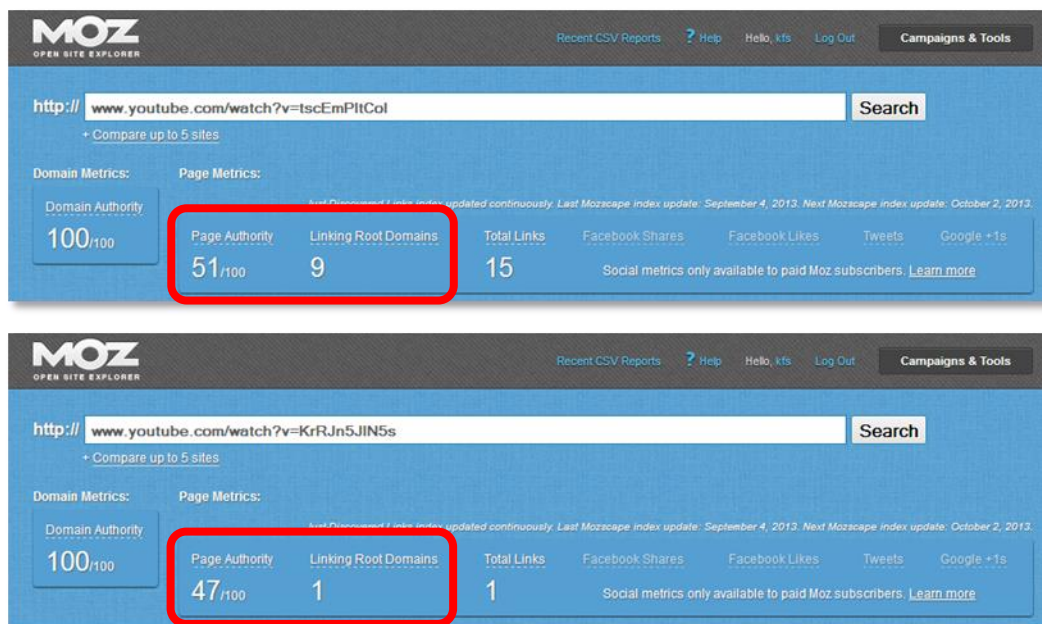 MOZ
OPEN SITE EXPLORER
Recent CSV Reports ? Help Hello, kfs Log Out Campaigns & Tools
http:// www.youtube.com/watch?v=tscEmPItCoI Search
+ Compare up to 5 sites
Domain Metrics: Page Metrics:
Just Discovered Links index updated continuously. Last Mozscape index update: September 4, 2013. Next Mozscape index update: October 2, 2013.
Domain Authority Page Authority Linking Root Domains Total Links Facebook Shares Facebook Likes Tweets Google +1s
100/100 51/100 9 15 Social metrics only available to paid Moz subscribers. Learn more
MOZ
OPEN SITE EXPLORER
Recent CSV Reports ? Help Hello, kfs Log Out Campaigns & Tools
http:// www.youtube.com/watch?v=KrRJn5JIN5s Search
+ Compare up to 5 sites
Domain Metrics: Page Metrics:
Just Discovered Links index updated continuously. Last Mozscape index update: September 4, 2013. Next Mozscape index update: October 2, 2013.
Domain Authority Page Authority Linking Root Domains Total Links Facebook Shares Facebook Likes Tweets Google +1s
100/100 47/100 1 1 Social metrics only available to paid Moz subscribers. Learn more